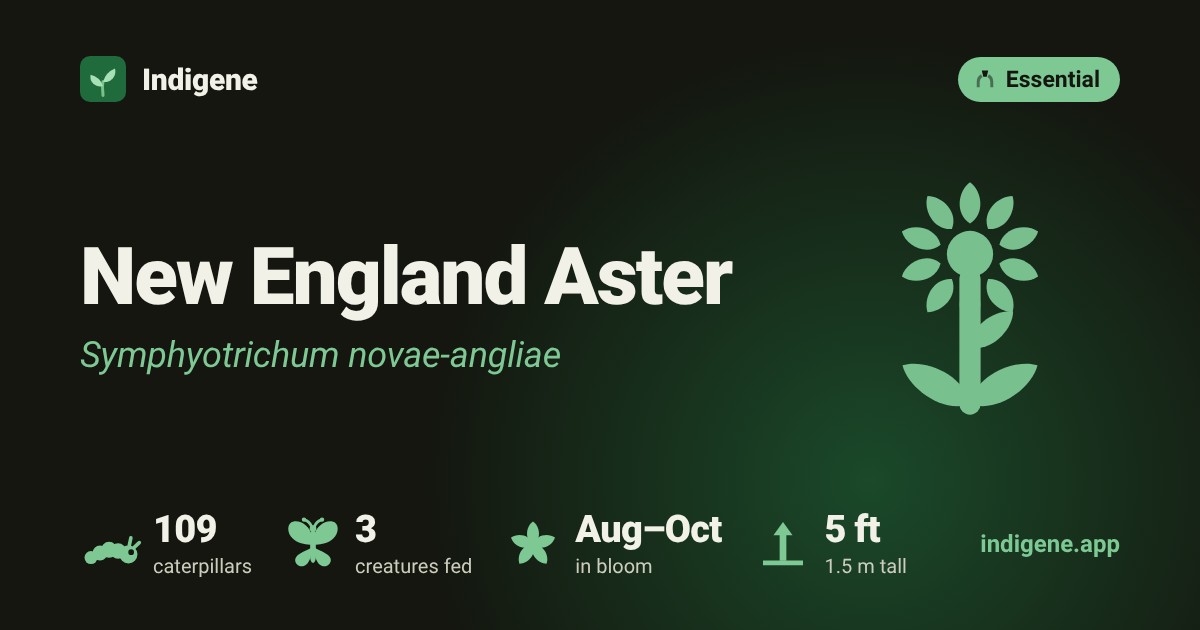 Indigene
Essential
New England Aster
Symphyotrichum novae-angliae
109
caterpillars
3
creatures fed
Aug–Oct
in bloom
5 ft
1.5 m tall
indigene.app